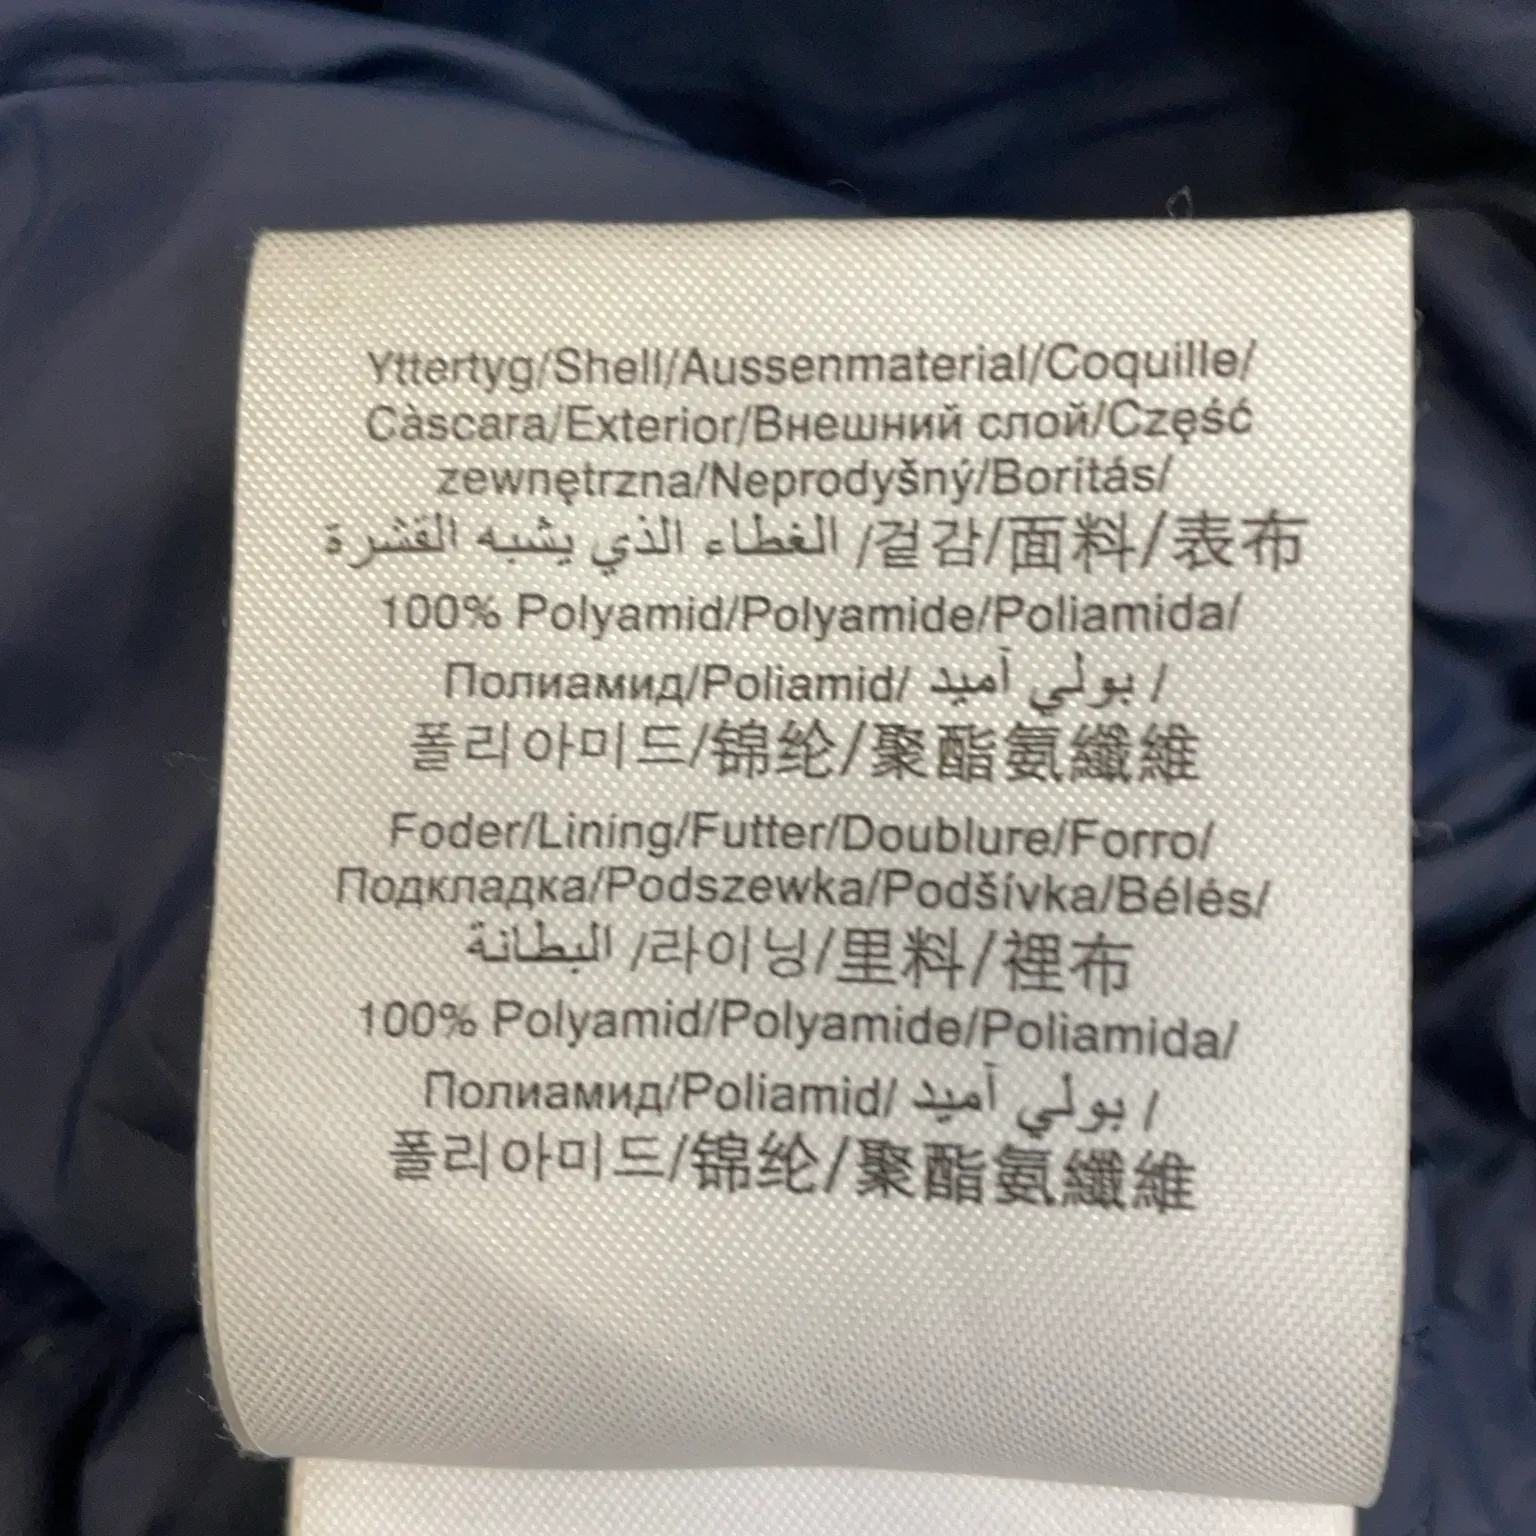 Yttertyg/Shell/Aussenmaterial/Coquille/
Càscara/Exterior/Внешний слой/Część
zewnętrzna/Neprodyšný/Borítás/
الغطاء الذي يشبه القشرة /겉감/面料/表布
100% Polyamid/Polyamide/Poliamida/
Полиамид/Poliamid/ بولي آميد /
폴리아미드/锦纶/聚酯氨纖維
Foder/Lining/Futter/Doublure/Forro/
Подкладка/Podszewka/Podšívka/Bélés/
البطانة /라이닝/里料/裡布
100% Polyamid/Polyamide/Poliamida/
Полиамид/Poliamid/ بولي آميد /
폴리아미드/锦纶/聚酯氨纖維